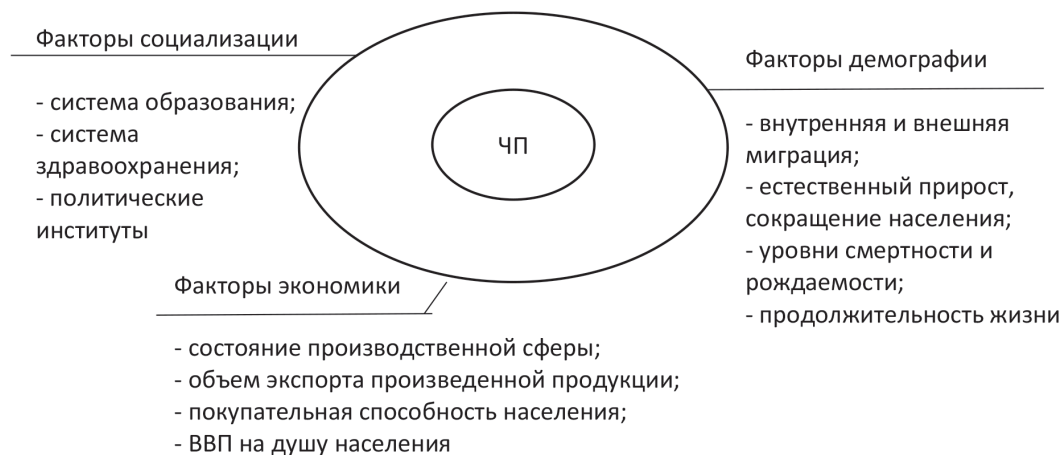 Факторы социализации
- система образования;
- система
здравоохранения;
- политические
институты
ЧП
Факторы демографии
- внутренняя и внешняя
миграция;
- естественный прирост,
сокращение населения;
- уровни смертности и
рождаемости;
- продолжительность жизни
Факторы экономики
- состояние производственной сферы;
- объем экспорта произведенной продукции;
- покупательная способность населения;
- ВВП на душу населения